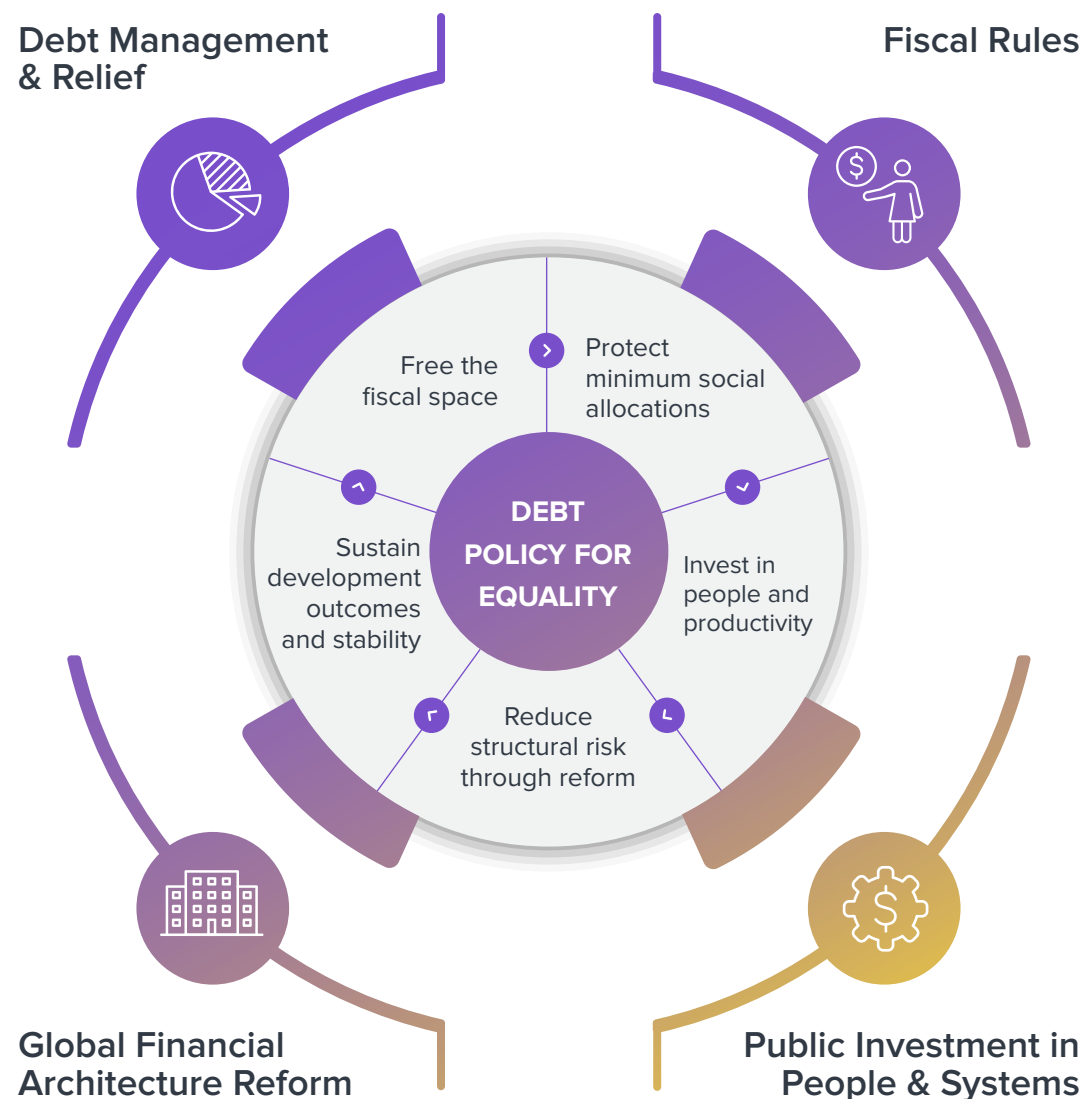 Debt Management
& Relief
Fiscal Rules
Free the
fiscal space
Protect
minimum social
allocations
DEBT
POLICY FOR
EQUALITY
Sustain
development
outcomes
and stability
Invest in
people and
productivity
Reduce
structural risk
through reform
$
$
Global Financial
Architecture Reform
Public Investment in
People & Systems